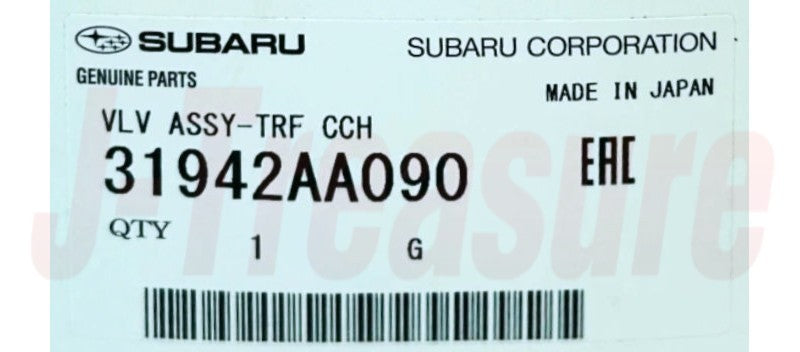 SUBARU SUBARU CORPORATION
GENUINE PARTS
MADE IN JAPAN
VLV ASSY-TRF CCH
31942AA090
EAC
QTY 1 G
J-Treasure